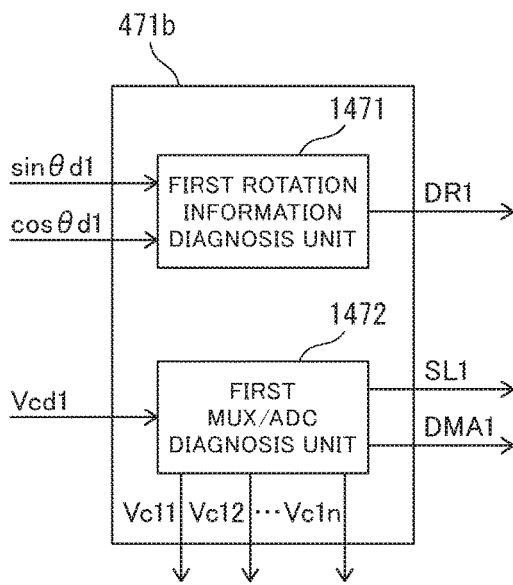 471b
1471
sinθd1
FIRST ROTATION
INFORMATION
DIAGNOSIS UNIT
DR1
cosθd1
1472
Vcd1
FIRST
MUX/ADC
DIAGNOSIS UNIT
SL1
DMA1
Vc11 Vc12 ···Vc1n